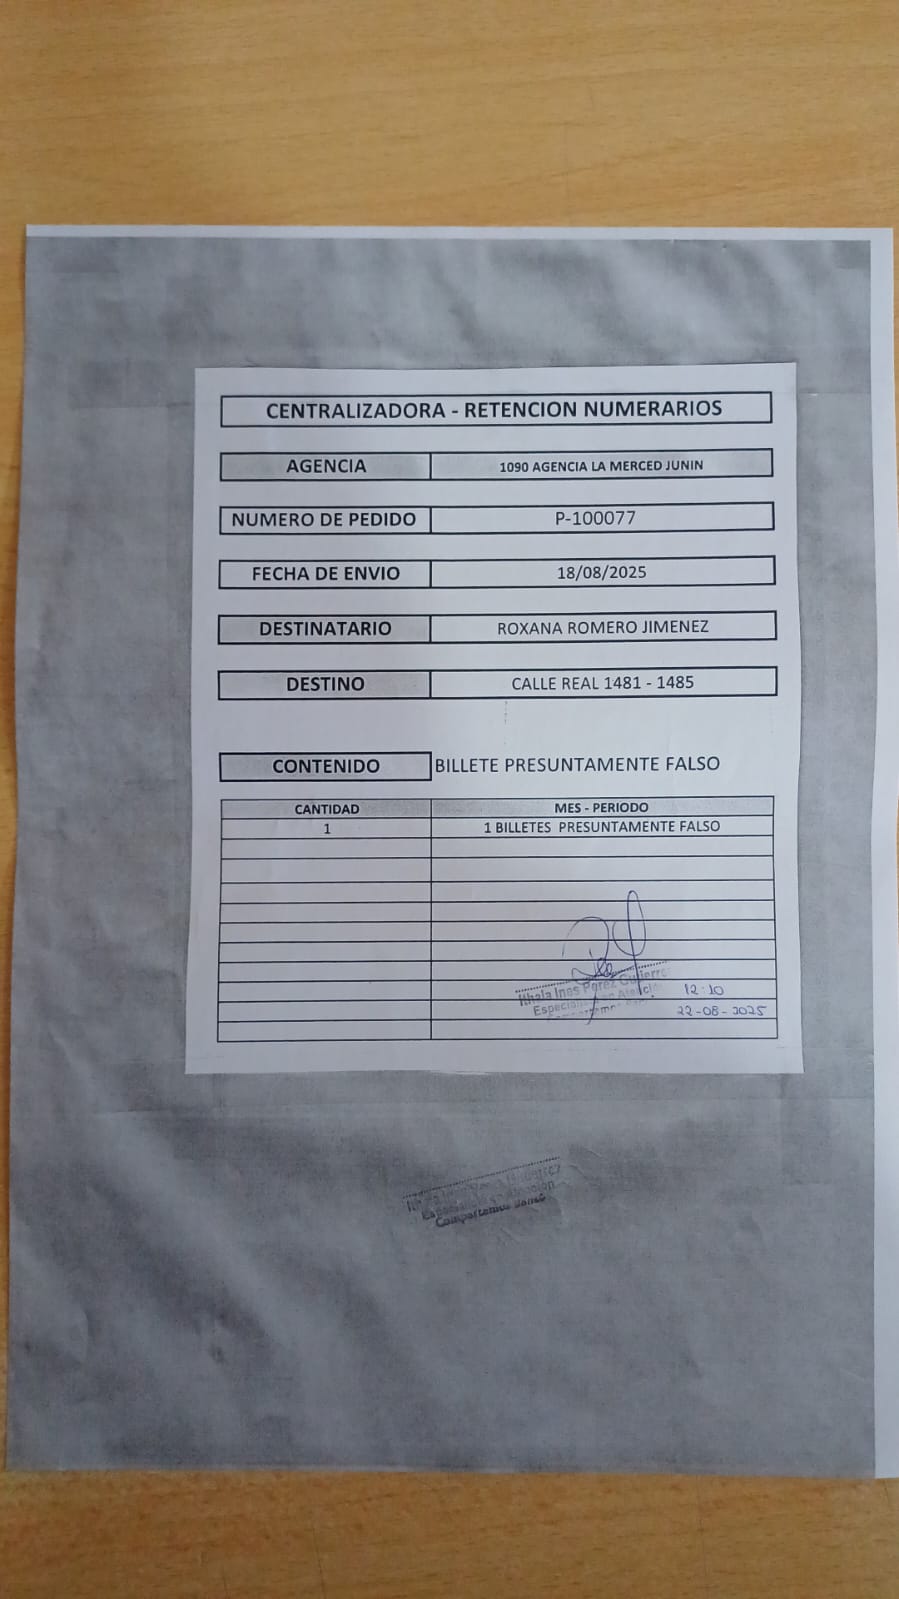 CENTRALIZADORA - RETENCION NUMERARIOS
AGENCIA 1090 AGENCIA LA MERCED JUNIN
NUMERO DE PEDIDO P-100077
FECHA DE ENVIO 18/08/2025
DESTINATARIO ROXANA ROMERO JIMENEZ
DESTINO CALLE REAL 1481 - 1485
CONTENIDO BILLETE PRESUNTAMENTE FALSO
CANTIDAD MES - PERIODO
1 1 BILLETES PRESUNTAMENTE FALSO
Ines Perez
12:10
22-08-2025